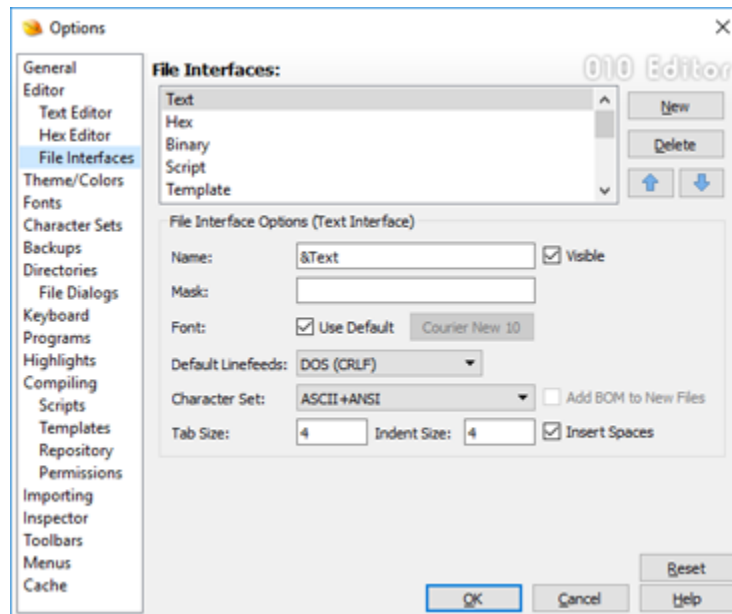 Options
General
Editor
Text Editor
Hex Editor
File Interfaces
Theme/Colors
Fonts
Character Sets
Backups
Directories
File Dialogs
Keyboard
Programs
Highlights
Compiling
Scripts
Templates
Repository
Permissions
Importing
Inspector
Toolbars
Menus
Cache
File Interfaces:
010 Editor
Text
Hex
Binary
Script
Template
New
Delete
File Interface Options (Text Interface)
Name: &Text Visible
Mask:
Font: Use Default Courier New 10
Default Linefeeds: DOS (CRLF)
Character Set: ASCII+ANSI Add BOM to New Files
Tab Size: 4 Indent Size: 4 Insert Spaces
Reset
OK Cancel Help